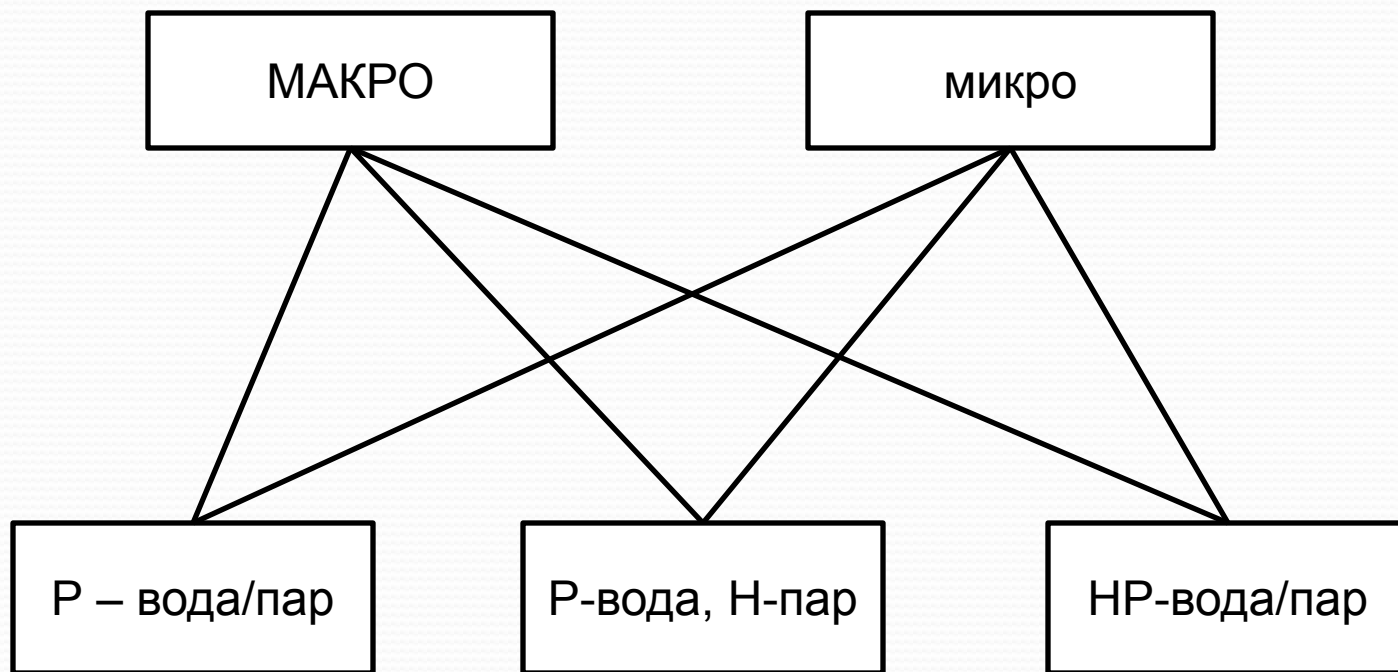 МАКРО
микро
Р – вода/пар
Р-вода, Н-пар
НР-вода/пар